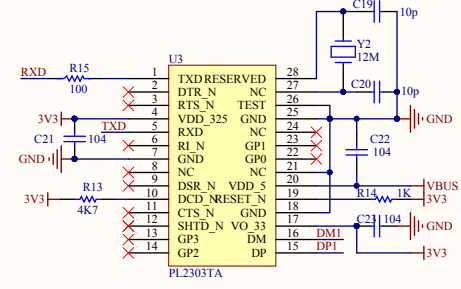 C19
10p
U3
RXD
R15
100
1
TXD
RESERVED
28
Y2
12M
2
DTR_N
NC
27
C20
10p
3
RTS_N
TEST
26
3V3
4
VDD_325
GND
25
GND
C21
104
TXD
5
RXD
NC
24
6
RI_N
GP1
23
C22
104
GND
7
GND
GP0
22
8
NC
NC
21
9
DSR_N
VDD_5
20
VBUS
3V3
R13
4K7
10
DCD_N
RESET_N
19
R14
1K
3V3
11
CTS_N
GND
18
12
SHTD_N
VO_33
17
C23
104
GND
13
GP3
DM
16
DM1
14
GP2
DP
15
DP1
3V3
PL2303TA